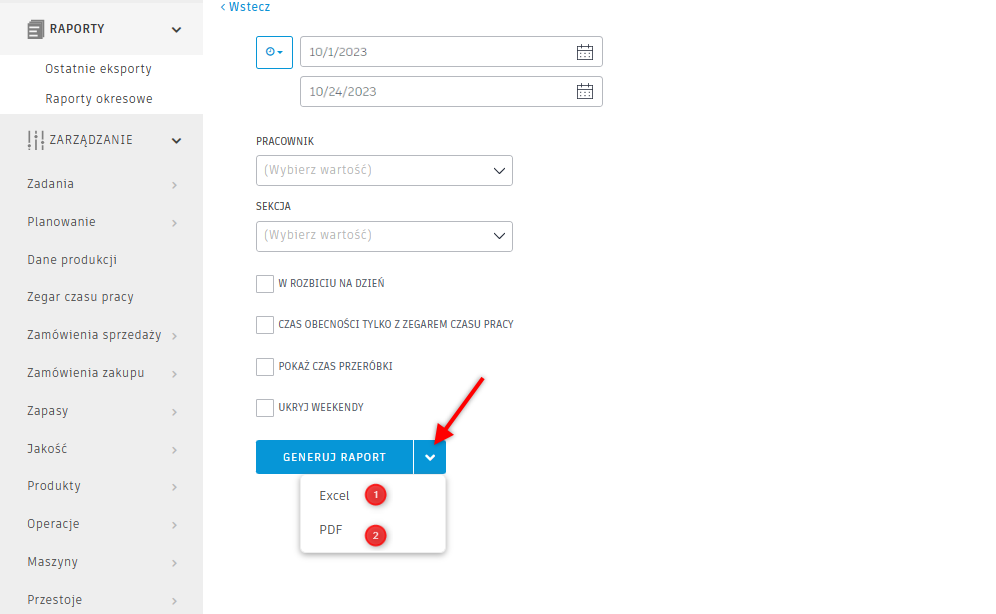 RAPORTY
Ostatnie eksporty
Raporty okresowe
ZARZĄDZANIE
Zadania
Planowanie
Dane produkcji
Zegar czasu pracy
Zamówienia sprzedaży
Zamówienia zakupu
Zapasy
Jakość
Produkty
Operacje
Maszyny
Przestoje
‹ Wstecz
10/1/2023
10/24/2023
PRACOWNIK
(Wybierz wartość)
SEKCJA
(Wybierz wartość)
W ROZBICIU NA DZIEŃ
CZAS OBECNOŚCI TYLKO Z ZEGAREM CZASU PRACY
POKAŻ CZAS PRZERÓBKI
UKRYJ WEEKENDY
GENERUJ RAPORT
Excel 1
PDF 2